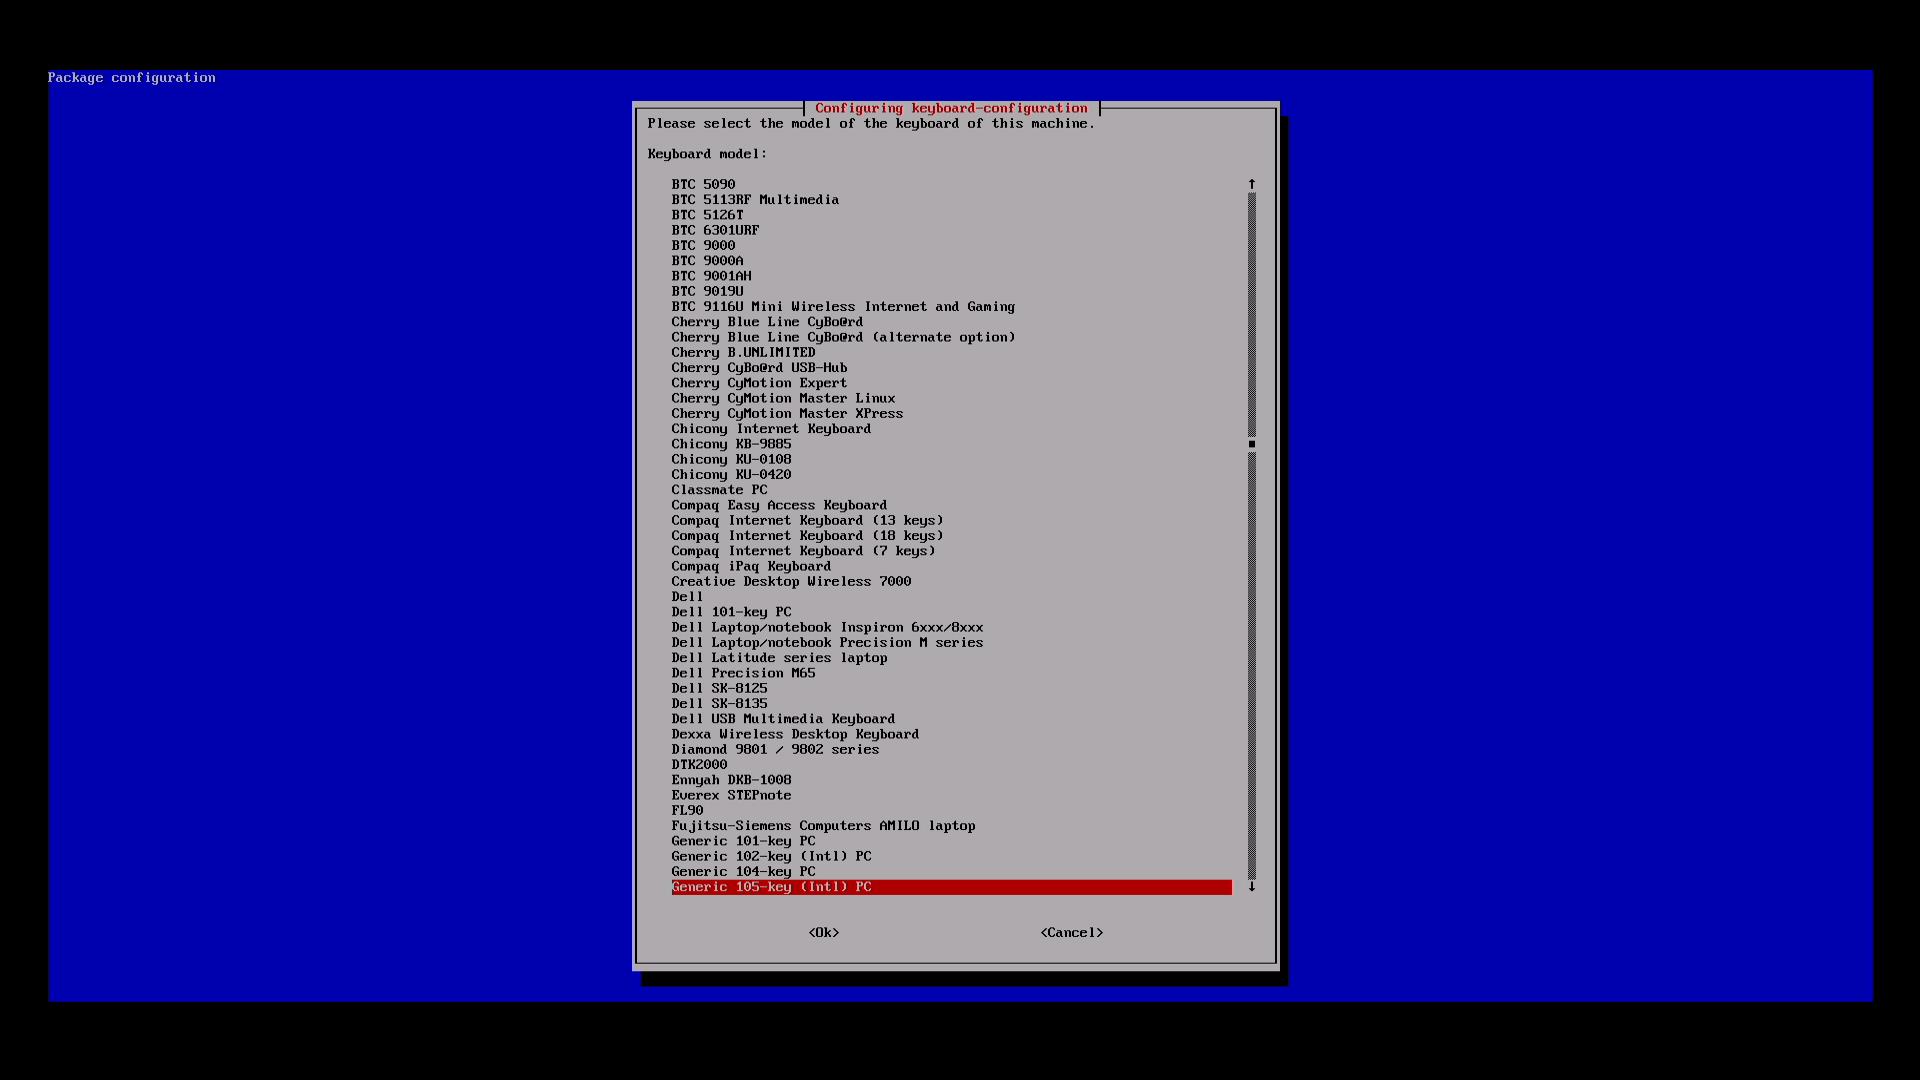 Package configuration
Configuring keyboard-configuration
Please select the model of the keyboard of this machine.
Keyboard model:
BTC 5090
BTC 5113RF Multimedia
BTC 5126T
BTC 6301URF
BTC 9000
BTC 9000A
BTC 9001AH
BTC 9019U
BTC 9116U Mini Wireless Internet and Gaming
Cherry Blue Line CyBo@rd
Cherry Blue Line CyBo@rd (alternate option)
Cherry B.UNLIMITED
Cherry CyBo@rd USB-Hub
Cherry CyMotion Expert
Cherry CyMotion Master Linux
Cherry CyMotion Master XPress
Chicony Internet Keyboard
Chicony KB-9885
Chicony KU-0108
Chicony KU-0420
Classmate PC
Compaq Easy Access Keyboard
Compaq Internet Keyboard (13 keys)
Compaq Internet Keyboard (18 keys)
Compaq Internet Keyboard (7 keys)
Compaq iPaq Keyboard
Creative Desktop Wireless 7000
Dell
Dell 101-key PC
Dell Laptop/notebook Inspiron 6xxx/8xxx
Dell Laptop/notebook Precision M series
Dell Latitude series laptop
Dell Precision M65
Dell SK-8125
Dell SK-8135
Dell USB Multimedia Keyboard
Dexxa Wireless Desktop Keyboard
Diamond 9801 / 9802 series
DTK2000
Ennyah DKB-1008
Everex STEPnote
FL90
Fujitsu-Siemens Computers AMILO laptop
Generic 101-key PC
Generic 102-key (Intl) PC
Generic 104-key PC
Generic 105-key (Intl) PC
<Ok> <Cancel>